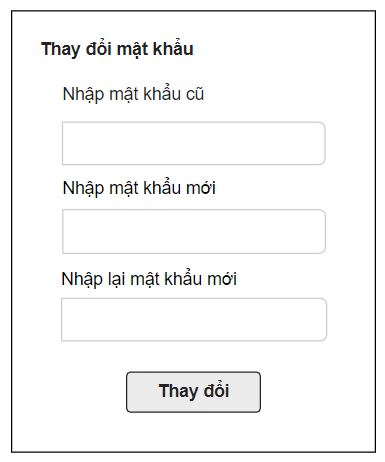 Thay đổi mật khẩu
Nhập mật khẩu cũ
Nhập mật khẩu mới
Nhập lại mật khẩu mới
Thay đổi